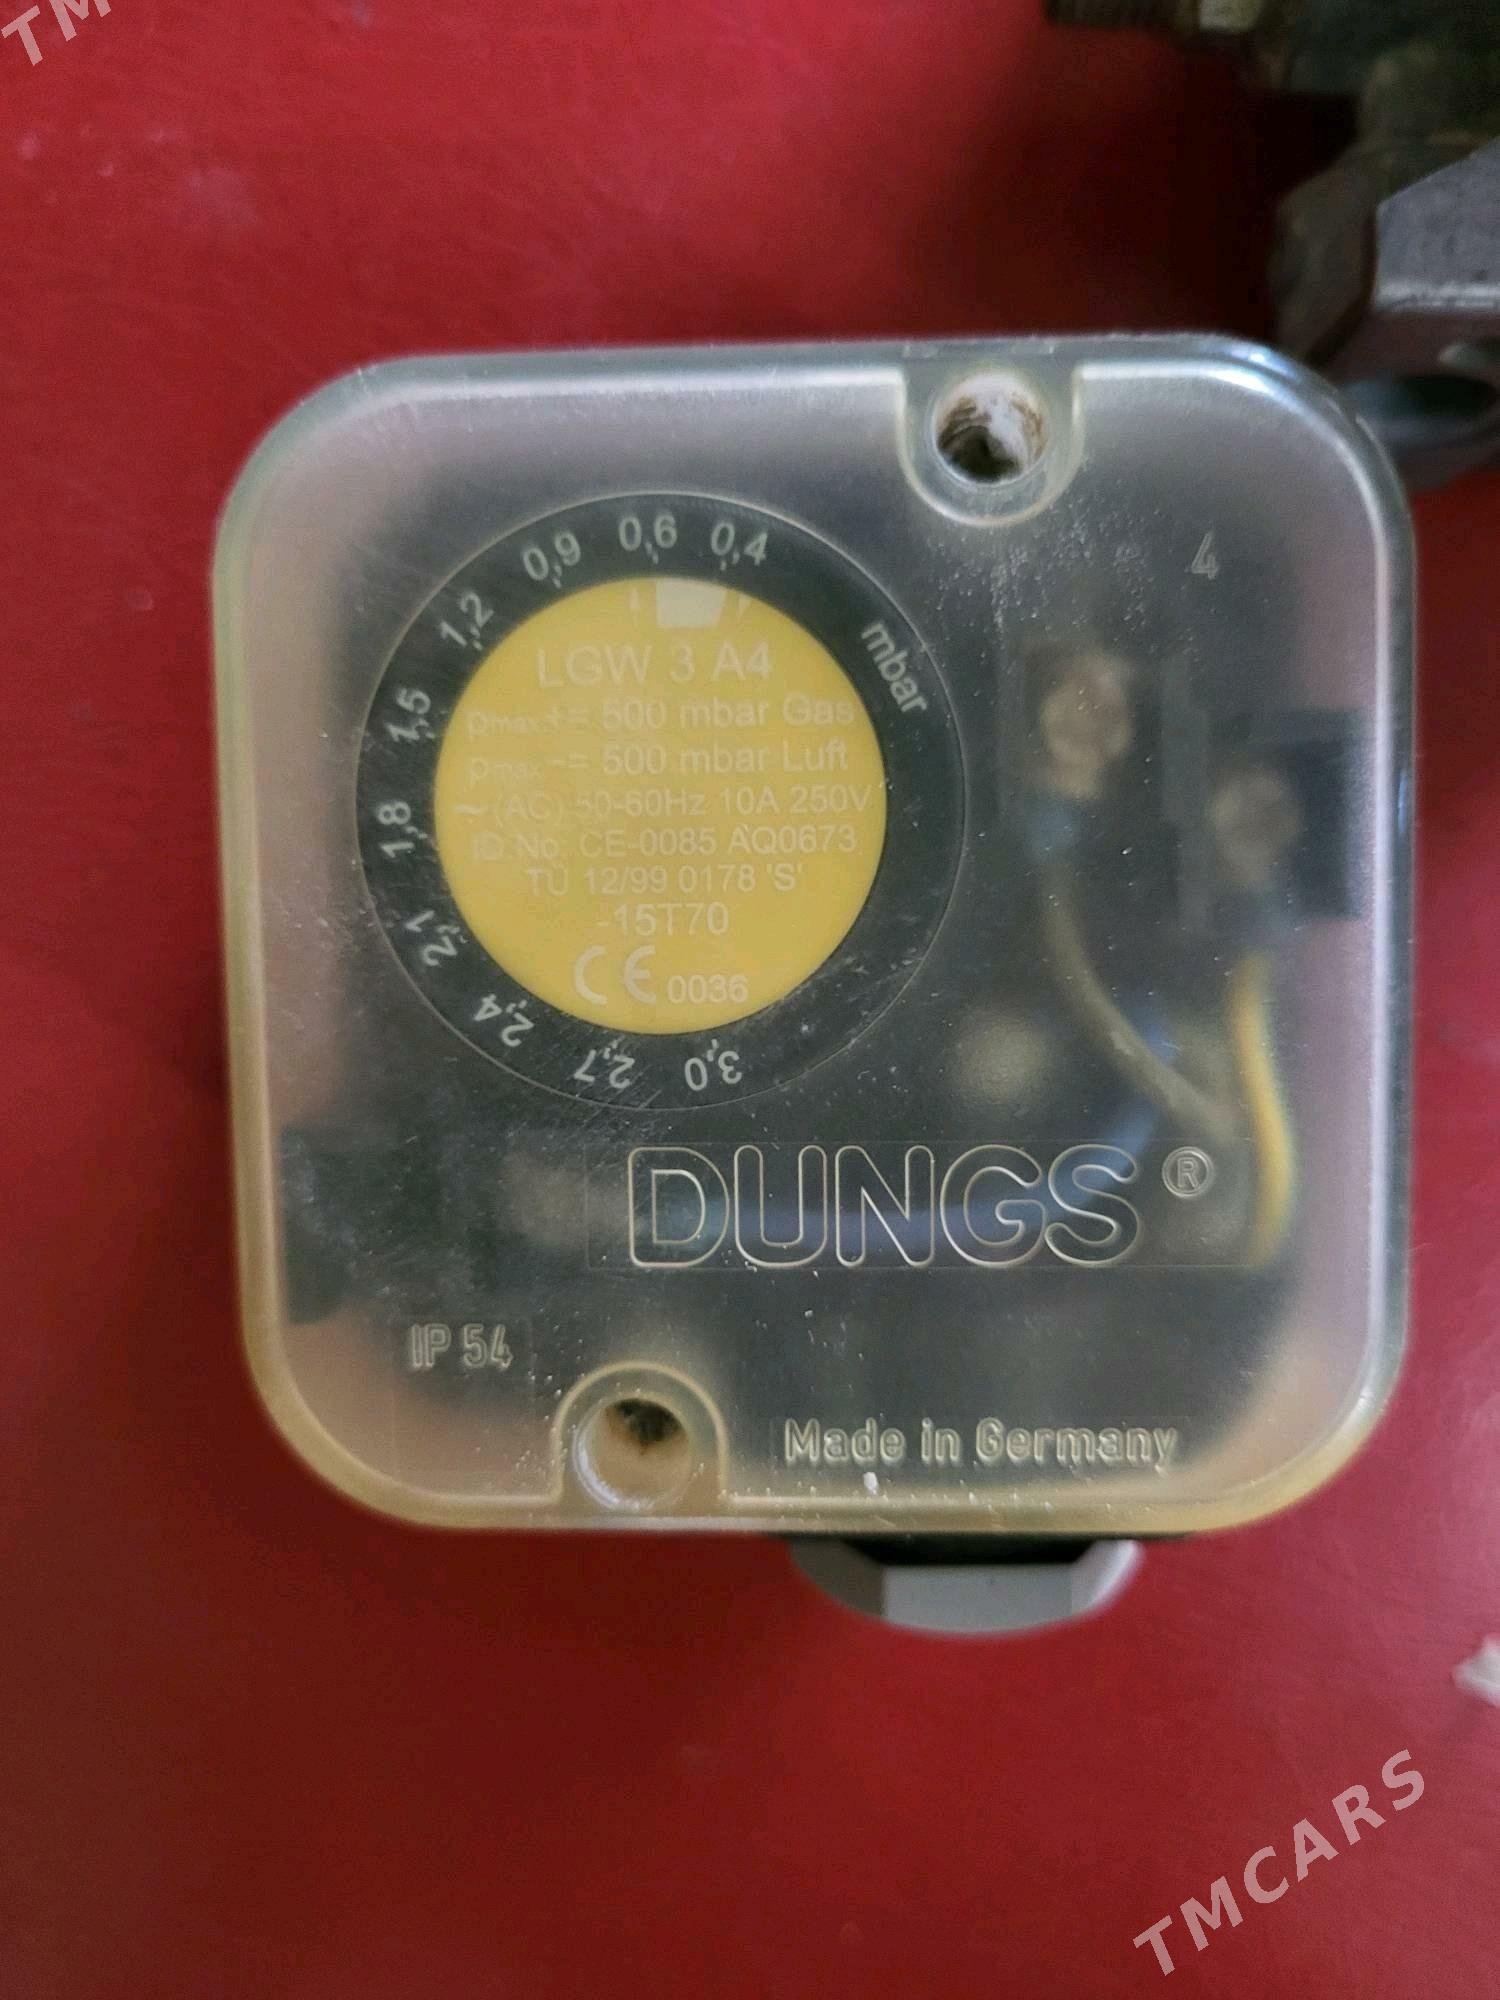 TM
0,4
0,6
0,9
1,2
1,5
1,8
2,1
2,4
2,7
3,0
mbar
4
LGW 3 A4
pmax+= 500 mbar Gas
pmax-= 500 mbar Luft
~(AC) 50-60Hz 10A 250V
ID No: CE-0085 AQ0673
TÜ 12/99 0178 'S'
-15T70
CE 0036
DUNGS®
IP 54
Made in Germany
TMCARS